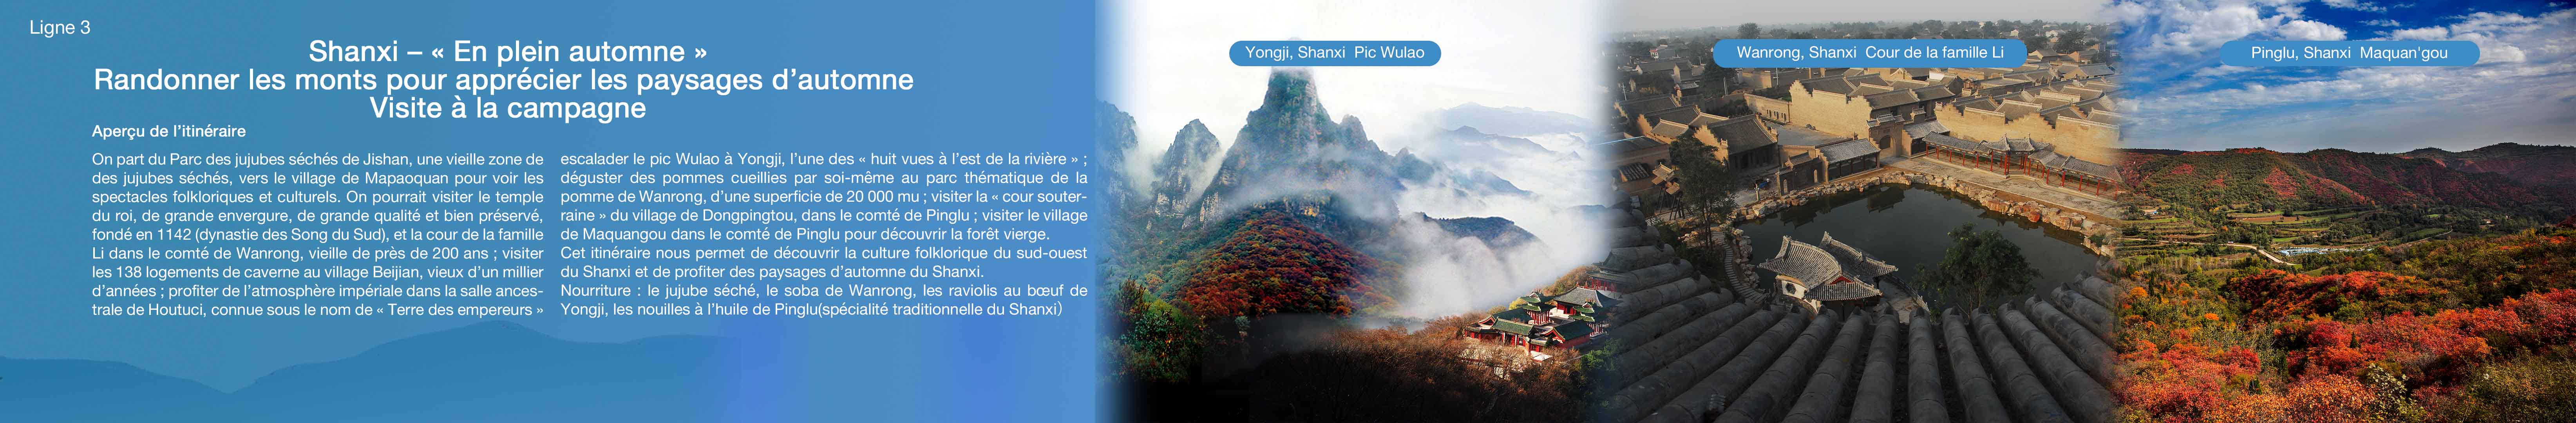 Ligne 3
Shanxi – « En plein automne »
Randonner les monts pour apprécier les paysages d’automne
Visite à la campagne
Aperçu de l’itinéraire
On part du Parc des jujubes séchés de Jishan, une vieille zone de
des jujubes séchés, vers le village de Mapaoquan pour voir les
spectacles folkloriques et culturels. On pourrait visiter le temple
du roi, de grande envergure, de grande qualité et bien préservé,
fondé en 1142 (dynastie des Song du Sud), et la cour de la famille
Li dans le comté de Wanrong, vieille de près de 200 ans ; visiter
les 138 logements de caverne au village Beijian, vieux d’un millier
d’années ; profiter de l’atmosphère impériale dans la salle ances-
trale de Houtuci, connue sous le nom de « Terre des empereurs »
escalader le pic Wulao à Yongji, l’une des « huit vues à l’est de la rivière » ;
déguster des pommes cueillies par soi-même au parc thématique de la
pomme de Wanrong, d’une superficie de 20 000 mu ; visiter la « cour souter-
raine » du village de Dongpingtou, dans le comté de Pinglu ; visiter le village
de Maquangou dans le comté de Pinglu pour découvrir la forêt vierge.
Cet itinéraire nous permet de découvrir la culture folklorique du sud-ouest
du Shanxi et de profiter des paysages d’automne du Shanxi.
Nourriture : le jujube séché, le soba de Wanrong, les raviolis au bœuf de
Yongji, les nouilles à l’huile de Pinglu(spécialité traditionnelle du Shanxi）
Yongji, Shanxi  Pic Wulao
Wanrong, Shanxi  Cour de la famille Li
Pinglu, Shanxi  Maquan'gou